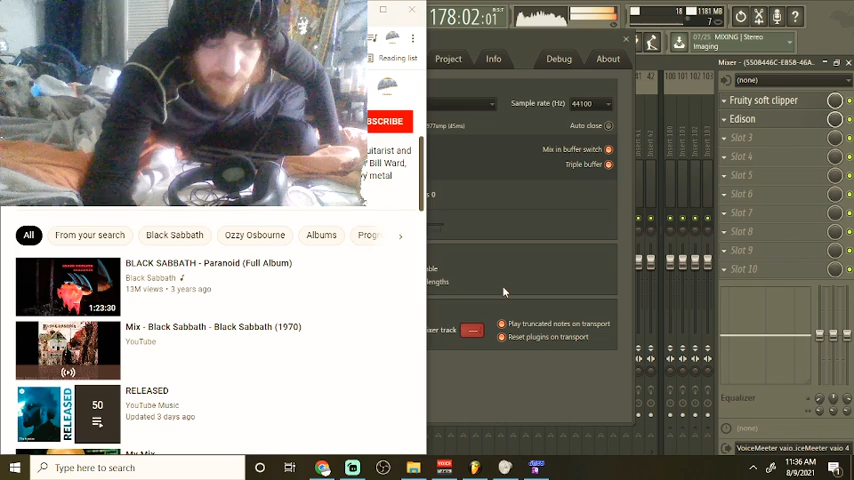 178:02:01
B:S:T
18
1181 MB
7
07/25 MIXING | Stereo
Imaging
Reading list
Project
Info
Debug
About
Mixer - (5508446C-E858-46A..
(none)
Sample rate (Hz)
44100
Fruity soft clipper
SCRIBE
Auto close
Edison
Mix in buffer switch
Slot 3
uitarist and
Bill Ward,
metal
Triple buffer
Slot 4
Slot 5
Slot 6
Slot 7
All
From your search
Black Sabbath
Ozzy Osbourne
Albums
Progr
Slot 8
Slot 9
Slot 10
BLACK SABBATH - Paranoid (Full Album)
Black Sabbath
13M views • 3 years ago
1:23:30
able
lengths
Mix - Black Sabbath - Black Sabbath (1970)
YouTube
Play truncated notes on transport
Reset plugins on transport
RELEASED
YouTube Music
Updated 3 days ago
50
RELEASED
Equalizer
(none)
My Mix
VoiceMeeter vaio..iceMeeter vaio 4
Type here to search
11:36 AM
8/9/2021